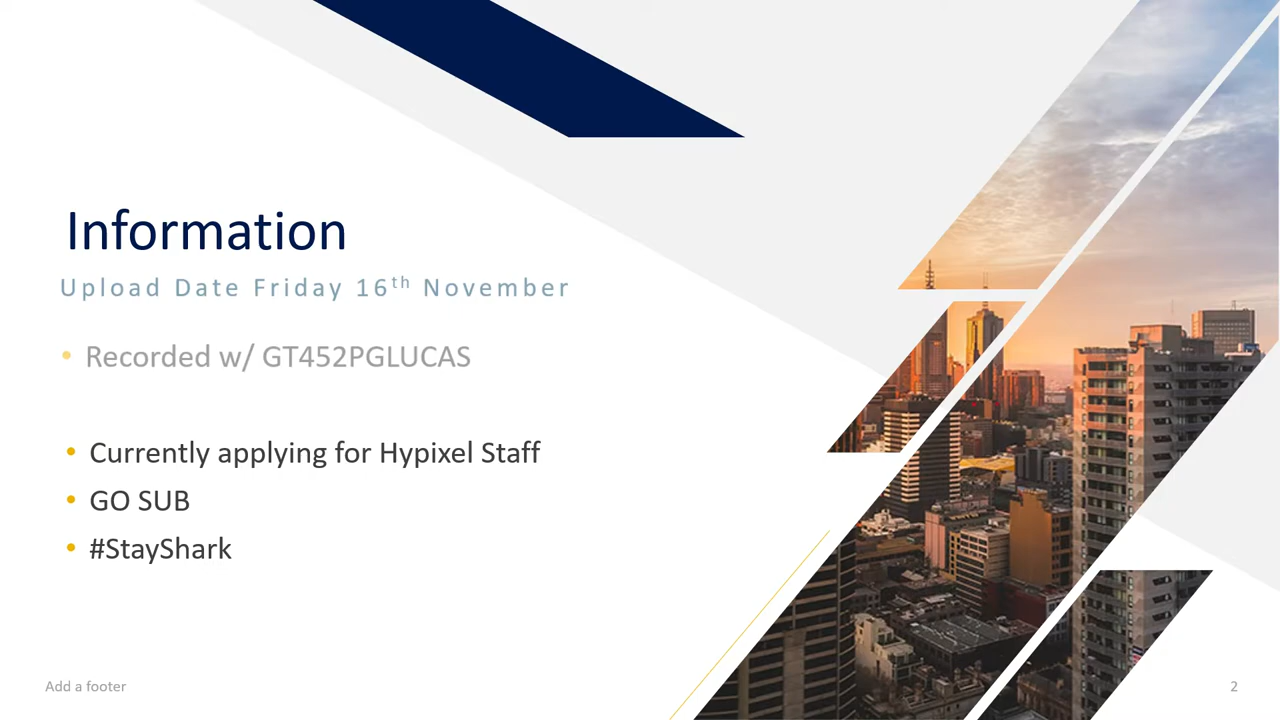 Information
Upload Date Friday 16th November
• Recorded w/ GT452PGLUCAS
• Currently applying for Hypixel Staff
• GO SUB
• #StayShark
Add a footer
2